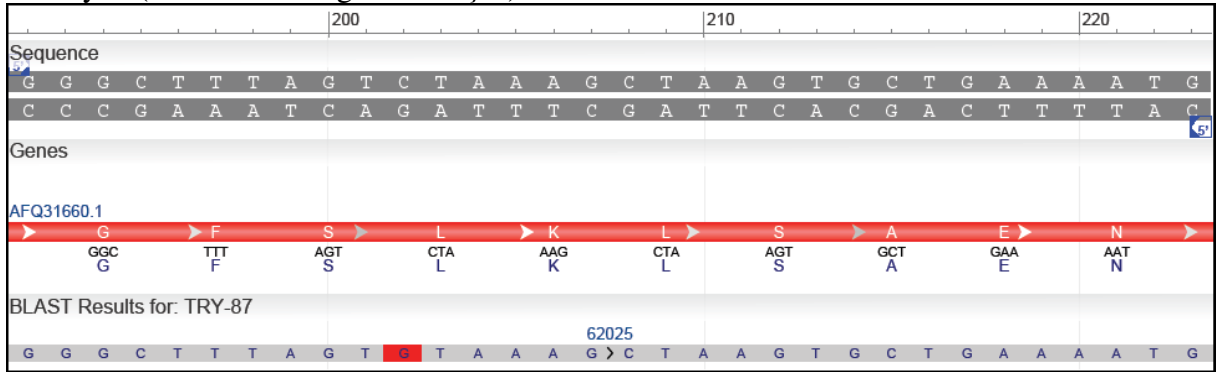 200 210 220
Sequence
5'
G G G C T T T A G T C T A A A G C T A A G T G C T G A A A A T G
C C C G A A A T C A G A T T T C G A T T C A C G A C T T T T A C
5'
Genes
AFQ31660.1
G F S L K L S A E N
GGC TTT AGT CTA AAG CTA AGT GCT GAA AAT
G F S L K L S A E N
BLAST Results for: TRY-87
62025
G G G C T T T A G T G T A A A G C T A A G T G C T G A A A A T G